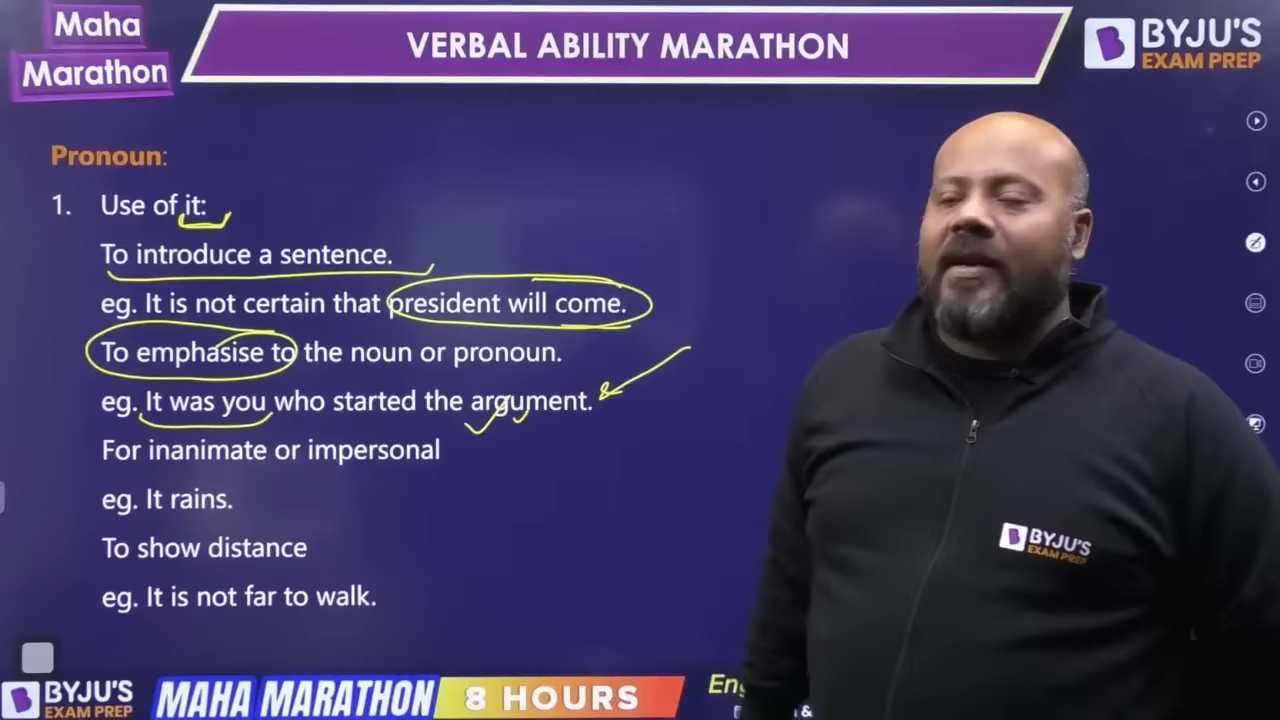 Maha
Marathon
VERBAL ABILITY MARATHON
BYJU'S
EXAM PREP
Pronoun:
1. Use of it:
To introduce a sentence.
eg. It is not certain that president will come.
To emphasise to the noun or pronoun.
eg. It was you who started the argument.
For inanimate or impersonal
eg. It rains.
To show distance
eg. It is not far to walk.
BYJU'S
EXAM PREP
BYJU'S
EXAM PREP
MAHA MARATHON
8 HOURS
&